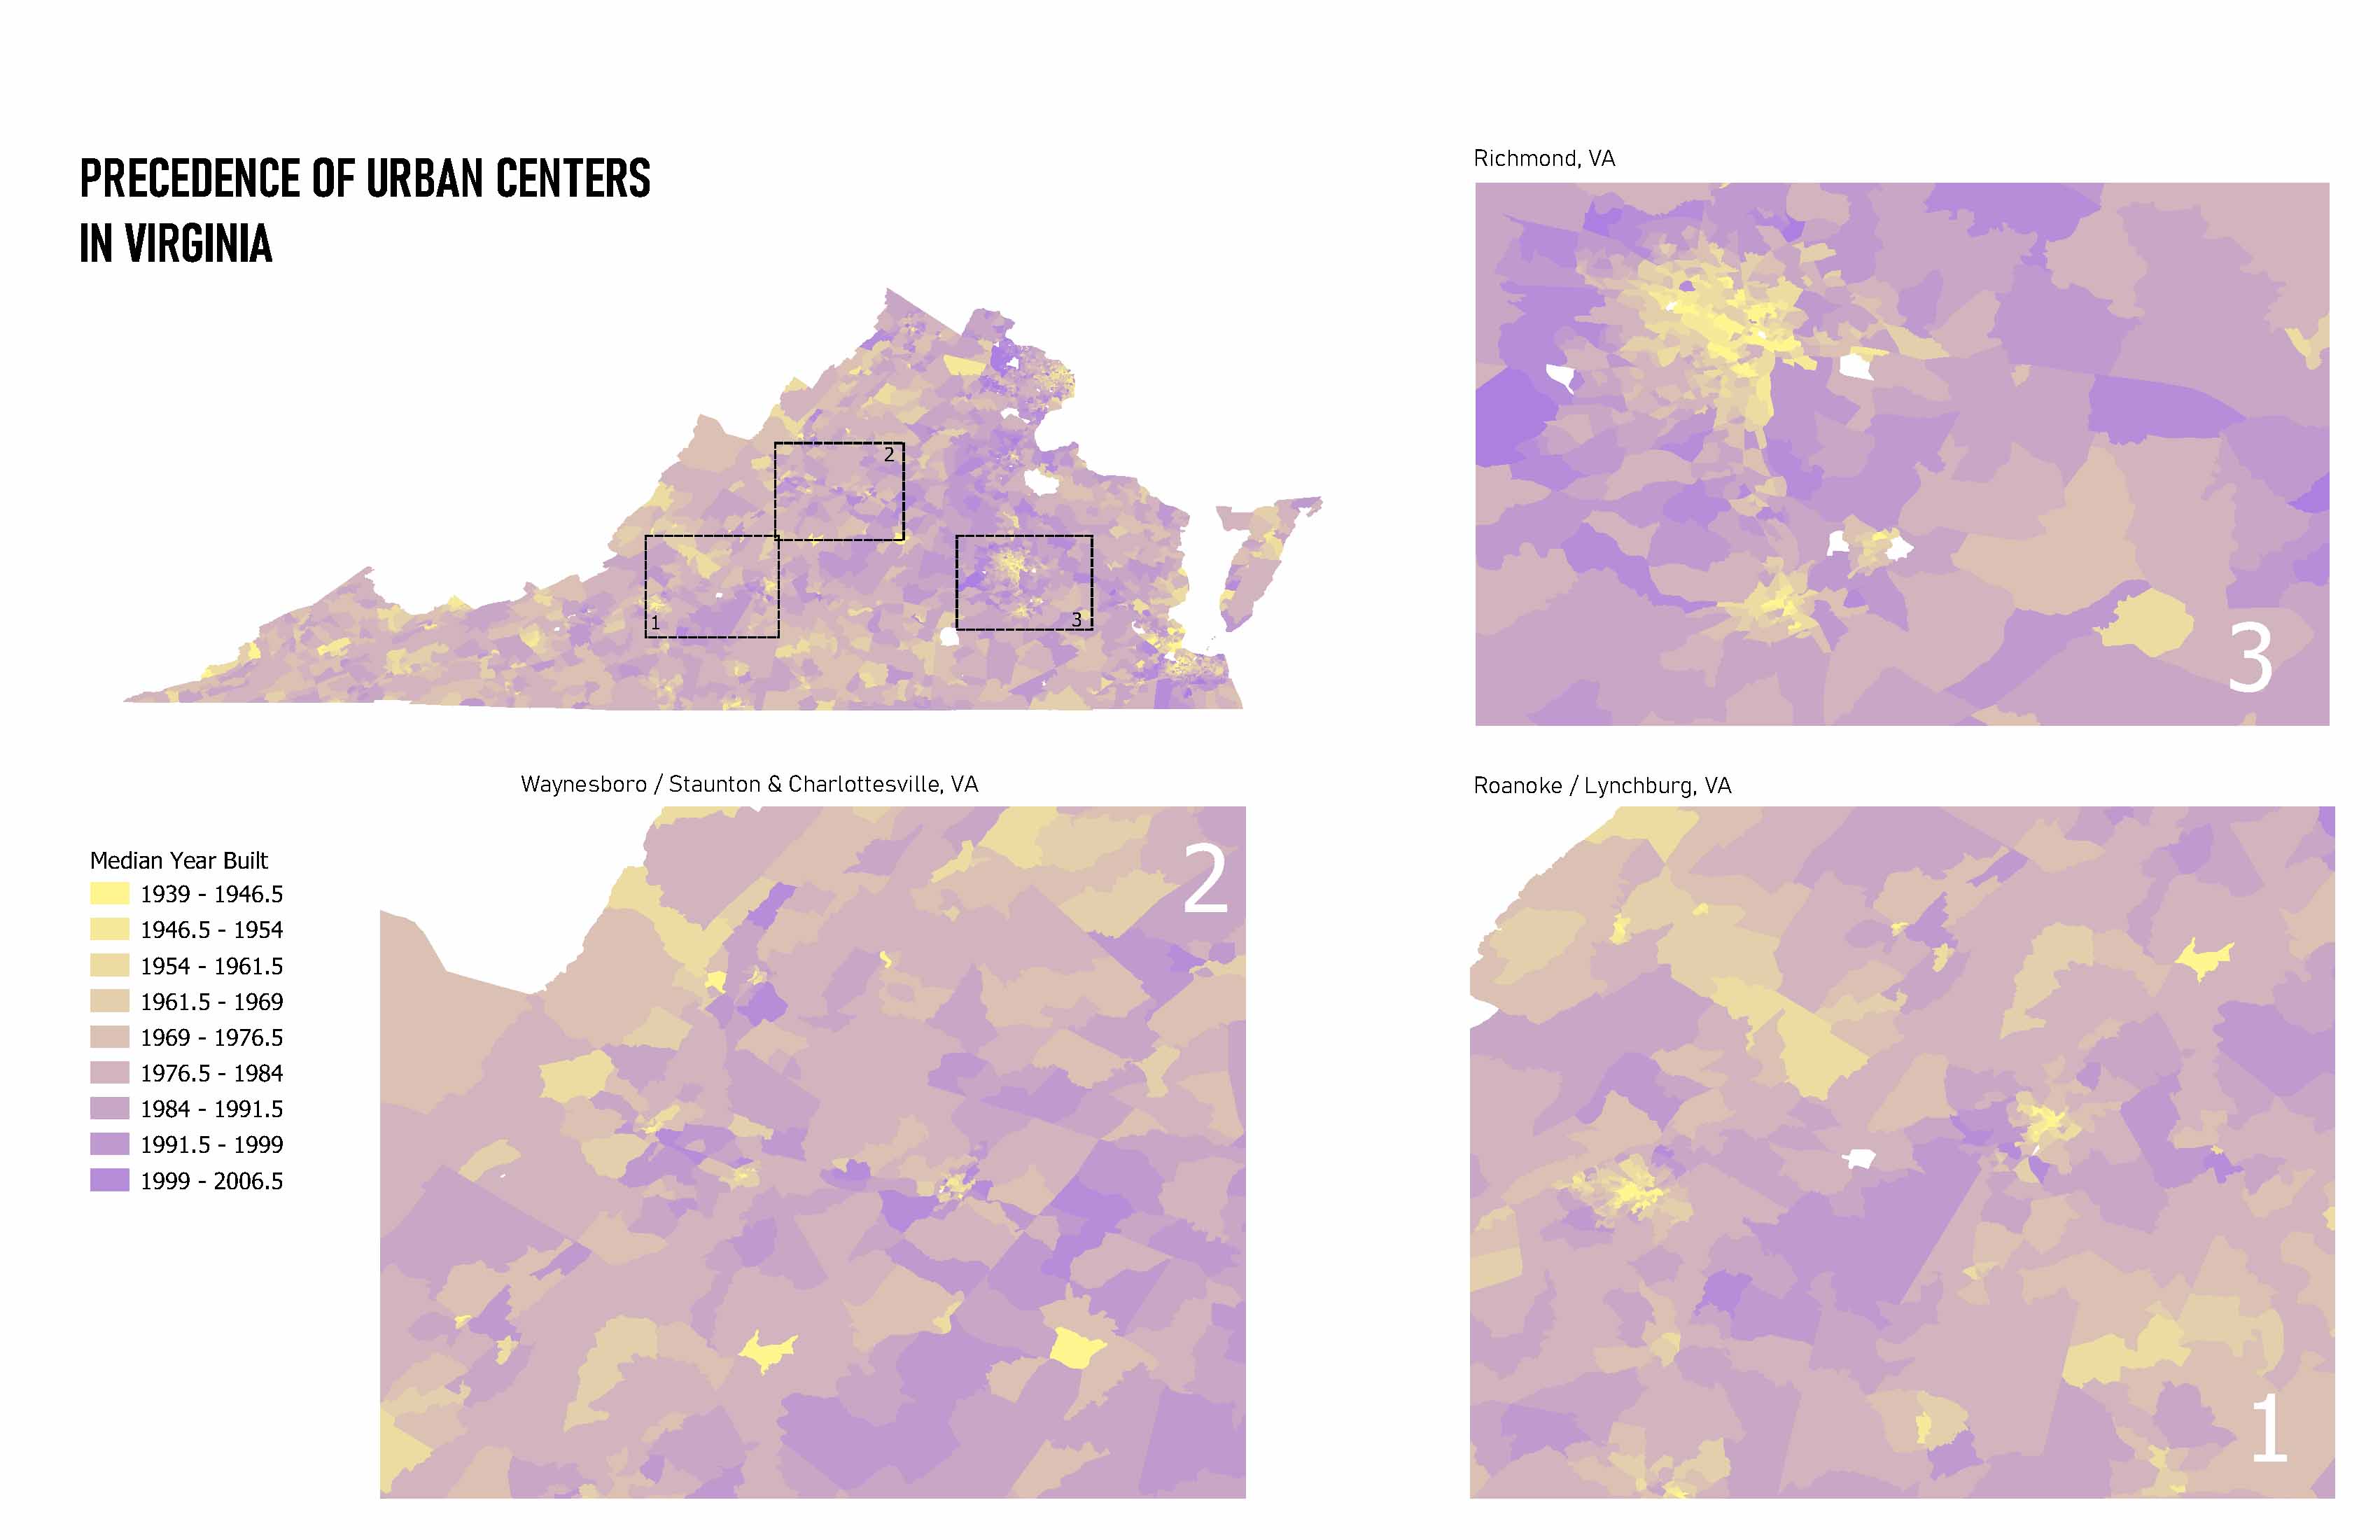 PRECEDENCE OF URBAN CENTERS
IN VIRGINIA
2
1
3
Richmond, VA
3
Waynesboro / Staunton & Charlottesville, VA
2
Roanoke / Lynchburg, VA
1
Median Year Built
1939 - 1946.5
1946.5 - 1954
1954 - 1961.5
1961.5 - 1969
1969 - 1976.5
1976.5 - 1984
1984 - 1991.5
1991.5 - 1999
1999 - 2006.5